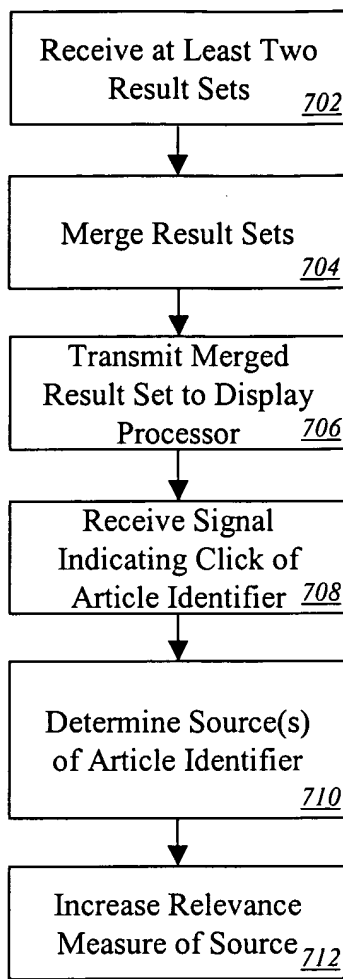 Receive at Least Two
Result Sets
702
Merge Result Sets
704
Transmit Merged
Result Set to Display
Processor 706
Receive Signal
Indicating Click of
Article Identifier 708
Determine Source(s)
of Article Identifier
710
Increase Relevance
Measure of Source 712